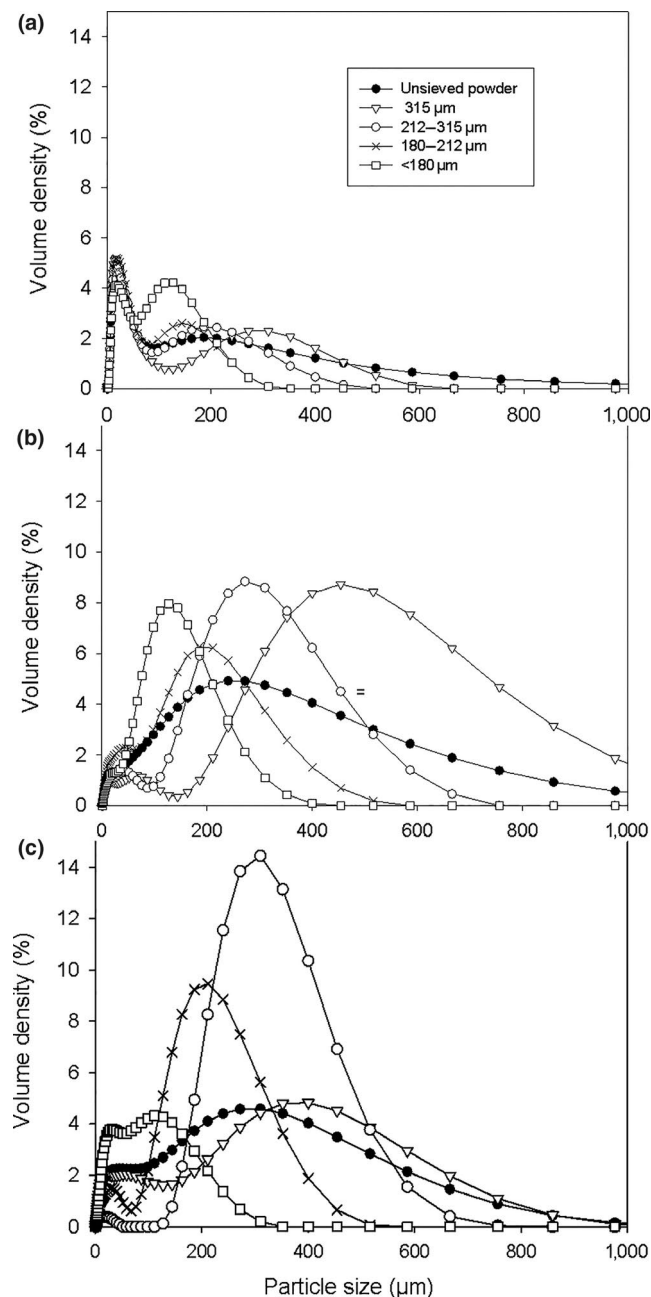 (a)
14
12
10
8
6
4
2
0
Volume density (%)
Unsieved powder
315 µm
212–315 µm
180–212 µm
<180 µm
0 200 400 600 800 1,000
(b)
14
12
10
8
6
4
2
0
Volume density (%)
=
0 200 400 600 800 1,000
(c)
14
12
10
8
6
4
2
0
Volume density (%)
0 200 400 600 800 1,000
Particle size (µm)